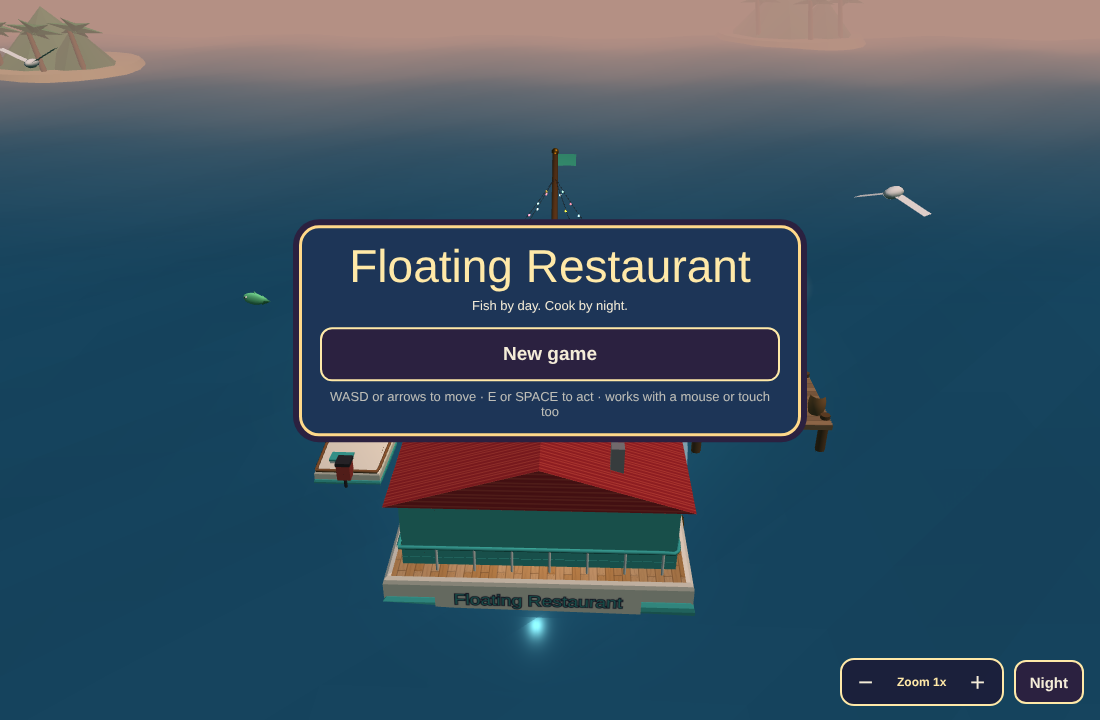 Floating Restaurant
Fish by day. Cook by night.
New game
WASD or arrows to move · E or SPACE to act · works with a mouse or touch
too
Floating Restaurant
− Zoom 1x +
Night